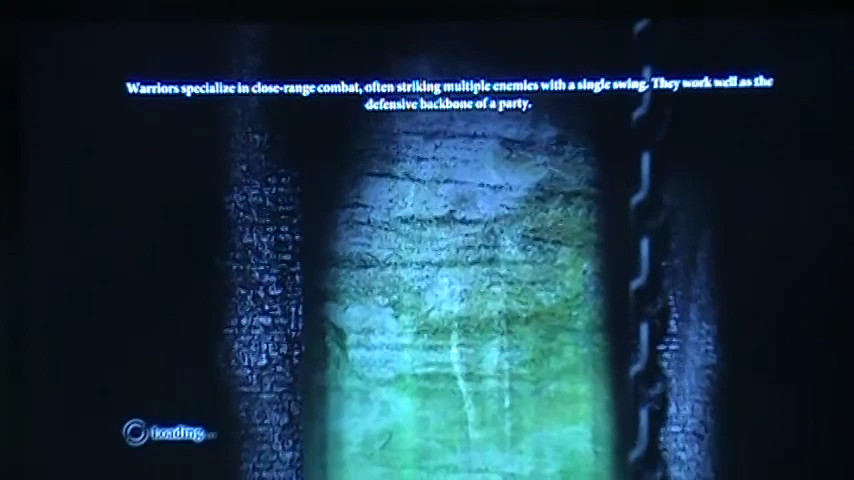 Warriors specialize in close-range combat, often striking multiple enemies with a single swing. They work well as the
defensive backbone of a party.
Loading...